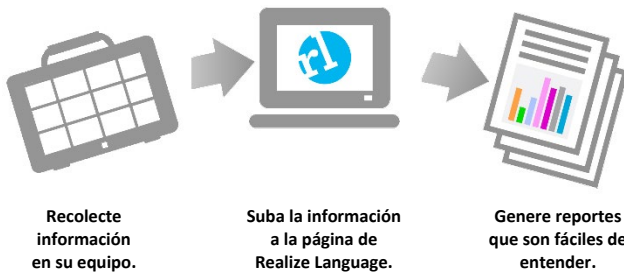 rl
Recolecte
información
en su equipo.
Suba la información
a la página de
Realize Language.
Genere reportes
que son fáciles de
entender.